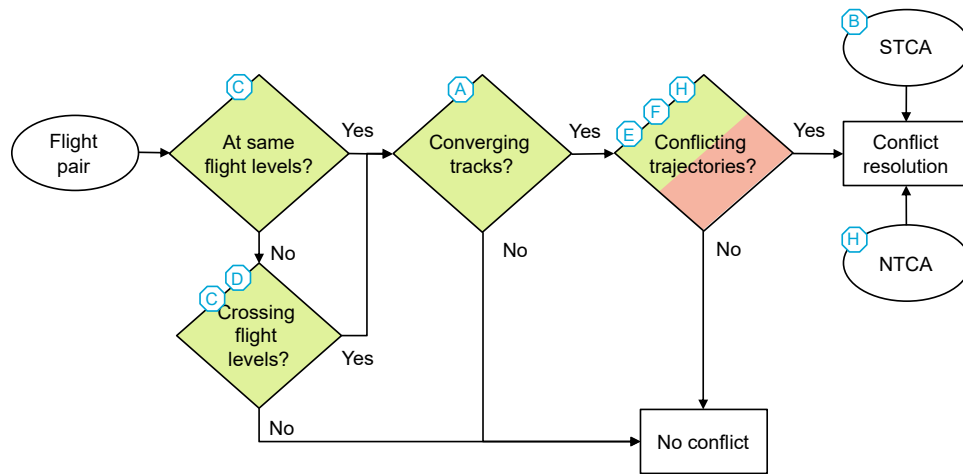 B
STCA
C
A
H
F
E
Flight
pair
At same
flight levels?
Yes
Converging
tracks?
Yes
Conflicting
trajectories?
Yes
Conflict
resolution
No
No
No
H
NTCA
D
C
Crossing
flight
levels?
Yes
No
No conflict